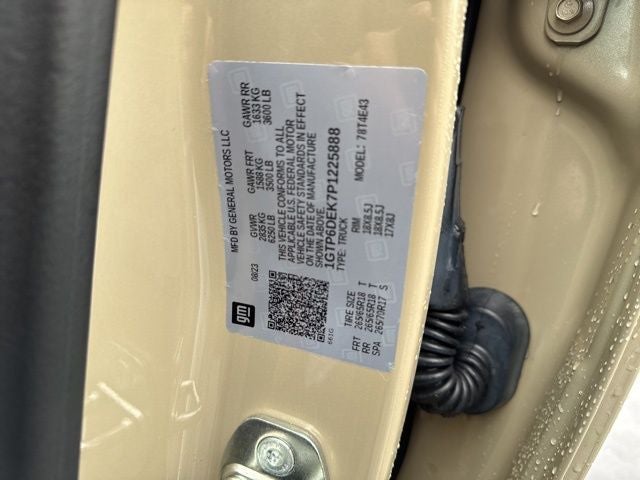 MFD BY GENERAL MOTORS LLC
08/23 GVWR GAWR FRT GAWR RR
2835 KG 1588 KG 1633 KG
6250 LB 3500 LB 3600 LB
THIS VEHICLE CONFORMS TO ALL
APPLICABLE U.S. FEDERAL MOTOR
VEHICLE SAFETY STANDARDS IN EFFECT
ON THE DATE OF MANUFACTURE
SHOWN ABOVE.
1GTP6DEK7P1225888
TYPE: TRUCK MODEL: 78T4E43
gm
661G
TIRE SIZE RIM
FRT 265/65R18 T 18X8.5J
RR 265/65R18 T 18X8.5J
SPA 265/70R17 S 17X8J